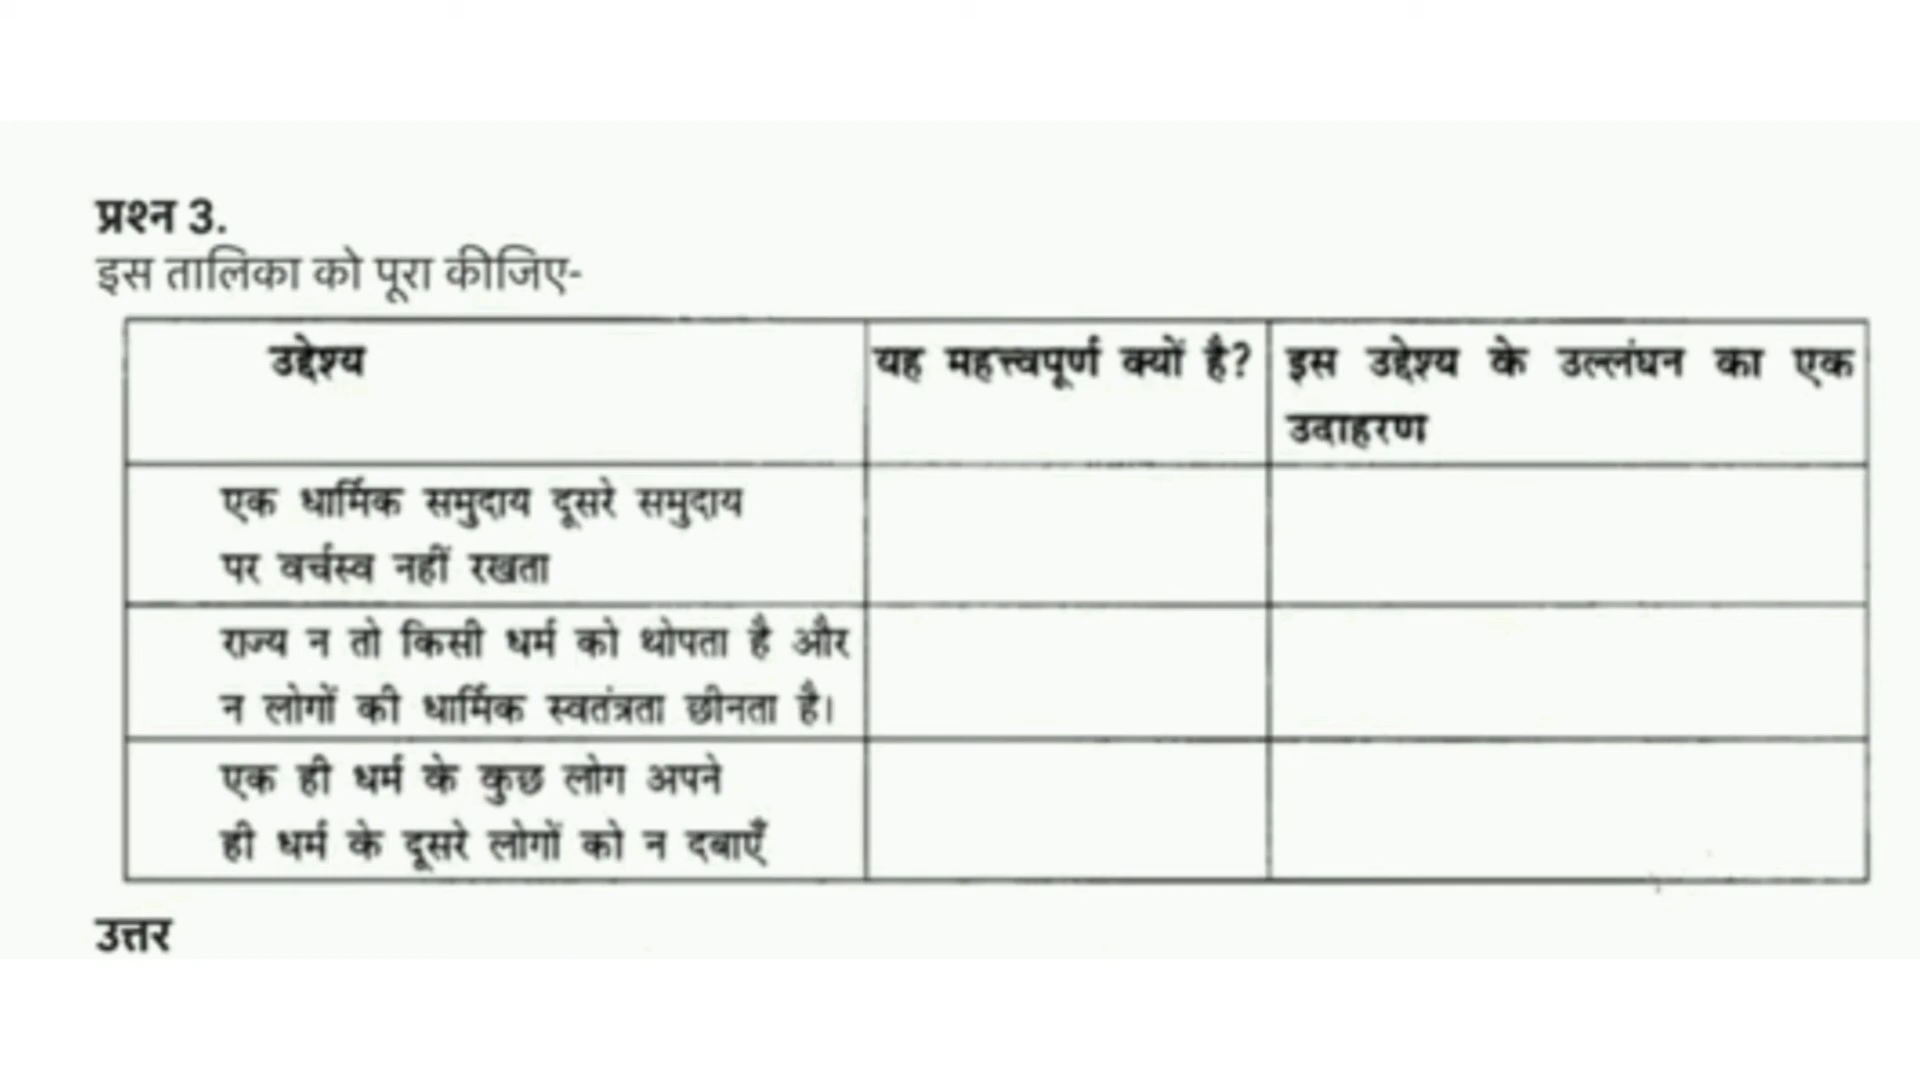 प्रश्न 3.
इस तालिका को पूरा कीजिए-
उद्देश्य
यह महत्त्वपूर्ण क्यों है?
इस उद्देश्य के उल्लंघन का एक
उदाहरण
एक धार्मिक समुदाय दूसरे समुदाय
पर वर्चस्व नहीं रखता
राज्य न तो किसी धर्म को थोपता है और
न लोगों की धार्मिक स्वतंत्रता छीनता है।
एक ही धर्म के कुछ लोग अपने
ही धर्म के दूसरे लोगों को न दबाएँ
उत्तर